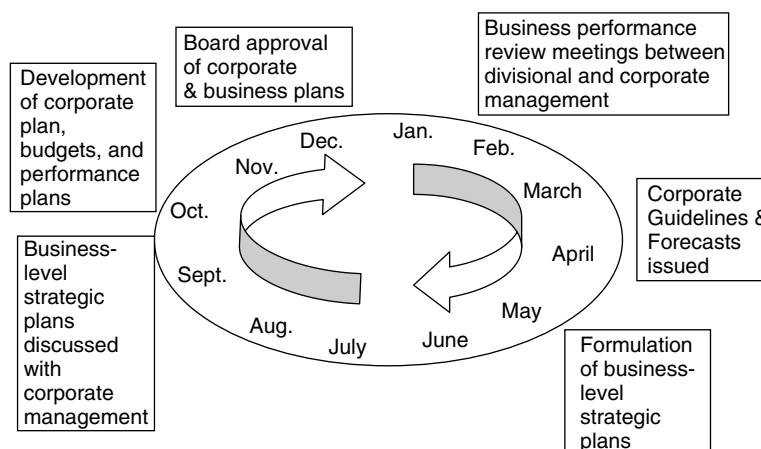 Board approval
of corporate
& business plans
Business performance
review meetings between
divisional and corporate
management
Development
of corporate
plan,
budgets, and
performance
plans
Jan.
Feb.
March
April
May
June
July
Aug.
Sept.
Oct.
Nov.
Dec.
Corporate
Guidelines &
Forecasts
issued
Formulation
of business-
level
strategic
plans
Business-
level
strategic
plans
discussed
with
corporate
management